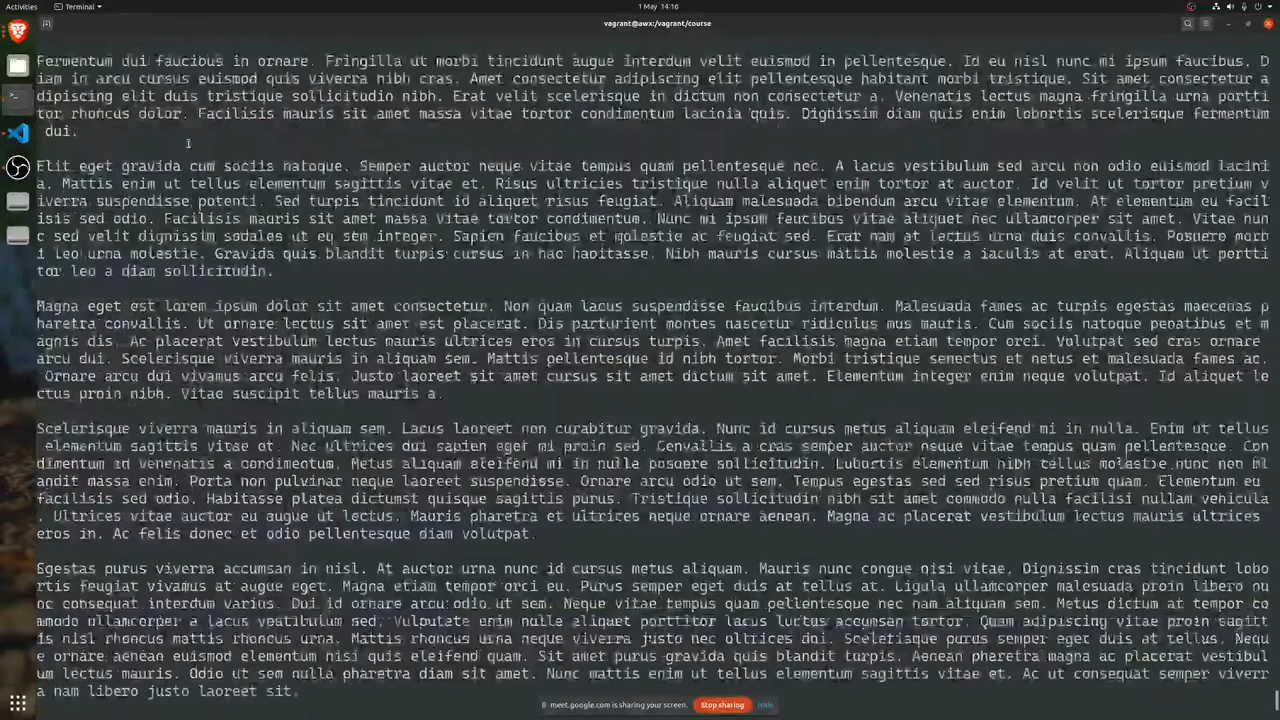 Activities
Terminal
1 May 14:16
vagrant@awx:/vagrant/course
Fermentum dui faucibus in ornare. Fringilla ut morbi tincidunt augue interdum velit euismod in pellentesque. Id eu nisl nunc mi ipsum faucibus. D
iam in arcu cursus euismod quis viverra nibh cras. Amet consectetur adipiscing elit pellentesque habitant morbi tristique. Sit amet consectetur a
dipiscing elit duis tristique sollicitudin nibh. Erat velit scelerisque in dictum non consectetur a. Venenatis lectus magna fringilla urna portti
tor rhoncus dolor. Facilisis mauris sit amet massa vitae tortor condimentum lacinia quis. Dignissim diam quis enim lobortis scelerisque fermentum
dui.
Elit eget gravida cum sociis natoque. Semper auctor neque vitae tempus quam pellentesque nec. A lacus vestibulum sed arcu non odio euismod lacini
a. Mattis enim ut tellus elementum sagittis vitae et. Risus ultricies tristique nulla aliquet enim tortor at auctor. Id velit ut tortor pretium v
iverra suspendisse potenti. Sed turpis tincidunt id aliquet risus feugiat. Aliquam malesuada bibendum arcu vitae elementum. At elementum eu facil
isis sed odio. Facilisis mauris sit amet massa vitae tortor condimentum. Nunc mi ipsum faucibus vitae aliquet nec ullamcorper sit amet. Vitae nun
c sed velit dignissim sodales ut eu sem integer. Sapien faucibus et molestie ac feugiat sed. Erat nam at lectus urna duis convallis. Posuere morb
i leo urna molestie. Gravida quis blandit turpis cursus in hac habitasse. Nibh mauris cursus mattis molestie a iaculis at erat. Aliquam ut portti
tor leo a diam sollicitudin.
Magna eget est lorem ipsum dolor sit amet consectetur. Non quam lacus suspendisse faucibus interdum. Malesuada fames ac turpis egestas maecenas p
haretra convallis. Ut ornare lectus sit amet est placerat. Dis parturient montes nascetur ridiculus mus mauris. Cum sociis natoque penatibus et m
agnis dis. Ac placerat vestibulum lectus mauris ultrices eros in cursus turpis. Amet facilisis magna etiam tempor orci. Volutpat sed cras ornare
arcu dui. Scelerisque viverra mauris in aliquam sem. Mattis pellentesque id nibh tortor. Morbi tristique senectus et netus et malesuada fames ac.
Ornare arcu dui vivamus arcu felis. Justo laoreet sit amet cursus sit amet dictum sit amet. Elementum integer enim neque volutpat. Id aliquet le
ctus proin nibh. Vitae suscipit tellus mauris a.
Scelerisque viverra mauris in aliquam sem. Lacus laoreet non curabitur gravida. Nunc id cursus metus aliquam eleifend mi in nulla. Enim ut tellus
elementum sagittis vitae et. Nec ultrices dui sapien eget mi proin sed. Convallis a cras semper auctor neque vitae tempus quam pellentesque. Con
dimentum id venenatis a condimentum. Metus aliquam eleifend mi in nulla posuere sollicitudin. Lobortis elementum nibh tellus molestie nunc non bl
andit massa enim. Porta non pulvinar neque laoreet suspendisse. Ornare arcu odio ut sem. Tempus egestas sed sed risus pretium quam. Elementum eu
facilisis sed odio. Habitasse platea dictumst quisque sagittis purus. Tristique sollicitudin nibh sit amet commodo nulla facilisi nullam vehicula
. Ultrices vitae auctor eu augue ut lectus. Mauris pharetra et ultrices neque ornare aenean. Magna ac placerat vestibulum lectus mauris ultrices
eros in. Ac felis donec et odio pellentesque diam volutpat.
Egestas purus viverra accumsan in nisl. At auctor urna nunc id cursus metus aliquam. Mauris nunc congue nisi vitae. Dignissim cras tincidunt lobo
rtis feugiat vivamus at augue eget. Magna etiam tempor orci eu. Purus semper eget duis at tellus at. Ligula ullamcorper malesuada proin libero nu
nc consequat interdum varius. Dui id ornare arcu odio ut sem. Neque vitae tempus quam pellentesque nec nam aliquam sem. Metus dictum at tempor co
mmodo ullamcorper a lacus vestibulum sed. Vulputate enim nulla aliquet porttitor lacus luctus accumsan tortor. Quam adipiscing vitae proin sagitt
is nisl rhoncus mattis rhoncus urna. Mattis rhoncus urna neque viverra justo nec ultrices dui. Scelerisque purus semper eget duis at tellus. Nequ
e ornare aenean euismod elementum nisi quis eleifend quam. Sit amet purus gravida quis blandit turpis. Aenean pharetra magna ac placerat vestibul
um lectus mauris. Odio ut sem nulla pharetra diam sit amet. Nunc mattis enim ut tellus elementum sagittis vitae et. Ac ut consequat semper viverr
a nam libero justo laoreet sit.
meet.google.com is sharing your screen.
Stop sharing
Hide